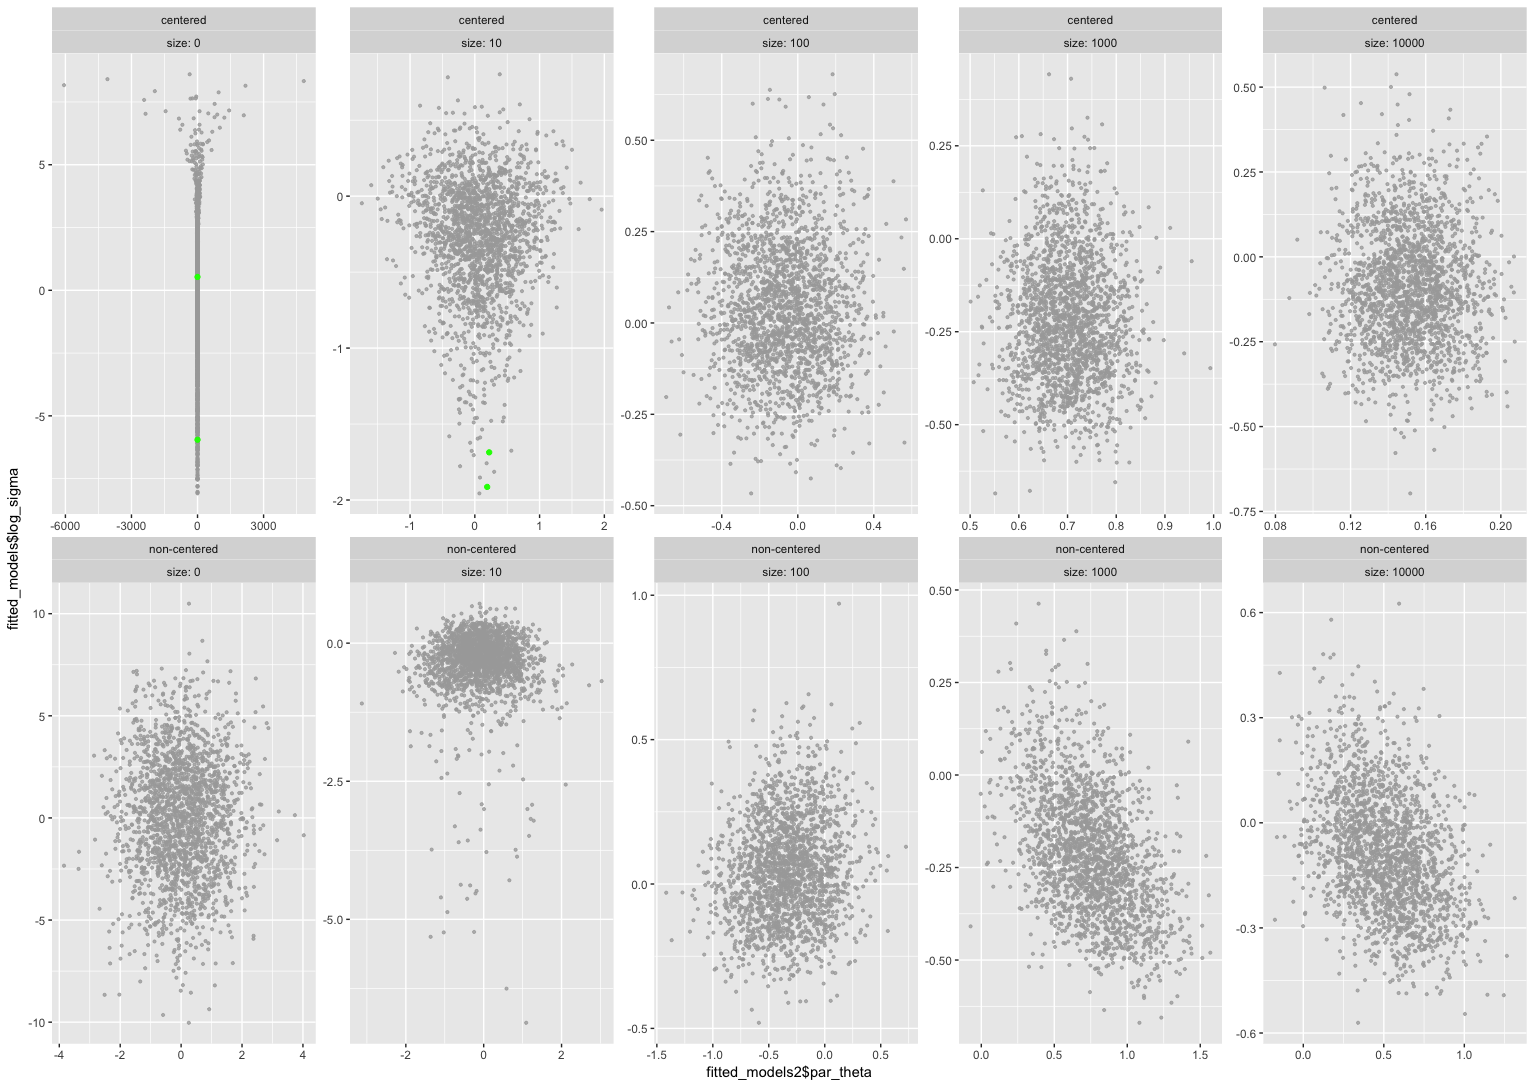 centered
size: 0
centered
size: 10
centered
size: 100
centered
size: 1000
centered
size: 10000
5
0
-5
-6000 -3000 0 3000
0
-1
-2
-1 0 1 2
0.50
0.25
0.00
-0.25
-0.50
-0.4 0.0 0.4
0.25
0.00
-0.25
-0.50
0.5 0.6 0.7 0.8 0.9 1.0
0.50
0.25
0.00
-0.25
-0.50
-0.75
0.08 0.12 0.16 0.20
fitted_models$log_sigma
non-centered
size: 0
non-centered
size: 10
non-centered
size: 100
non-centered
size: 1000
non-centered
size: 10000
10
5
0
-5
-10
-4 -2 0 2 4
0.0
-2.5
-5.0
-2 0 2
1.0
0.5
0.0
-0.5
-1.5 -1.0 -0.5 0.0 0.5
0.50
0.25
0.00
-0.25
-0.50
0.0 0.5 1.0 1.5
0.6
0.3
0.0
-0.3
-0.6
0.0 0.5 1.0
fitted_models2$par_theta